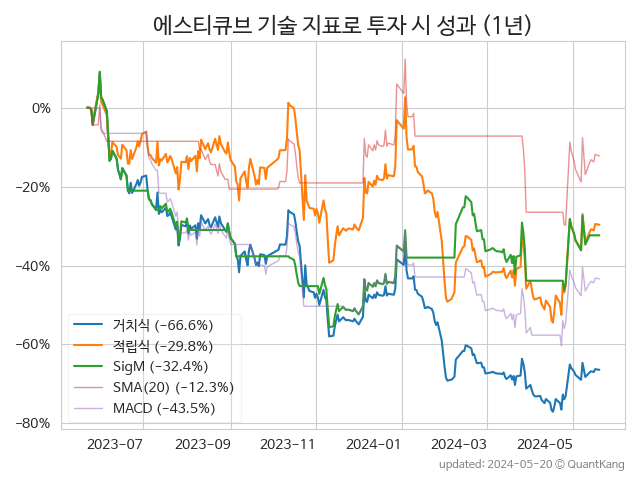 에스티큐브 기술 지표로 투자 시 성과 (1년)
0%
−20%
−40%
−60%
−80%
거치식 (−66.6%)
적립식 (−29.8%)
SigM (−32.4%)
SMA(20) (−12.3%)
MACD (−43.5%)
2023−07
2023−09
2023−11
2024−01
2024−03
2024−05
updated: 2024−05−20 ⓒ QuantKang